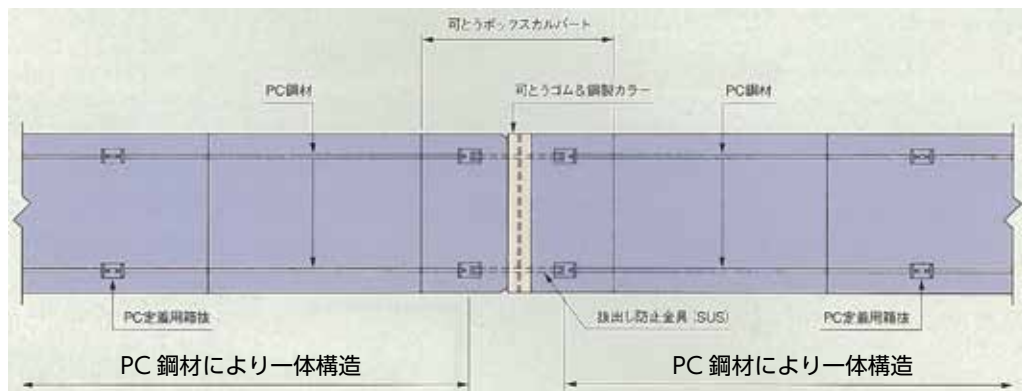 可とうボックスカルバート
PC鋼材
可とうゴム&鋼製カラー
PC鋼材
PC定着用箱抜
抜出し防止金具(SUS)
PC定着用箱抜
PC 鋼材により一体構造
PC 鋼材により一体構造